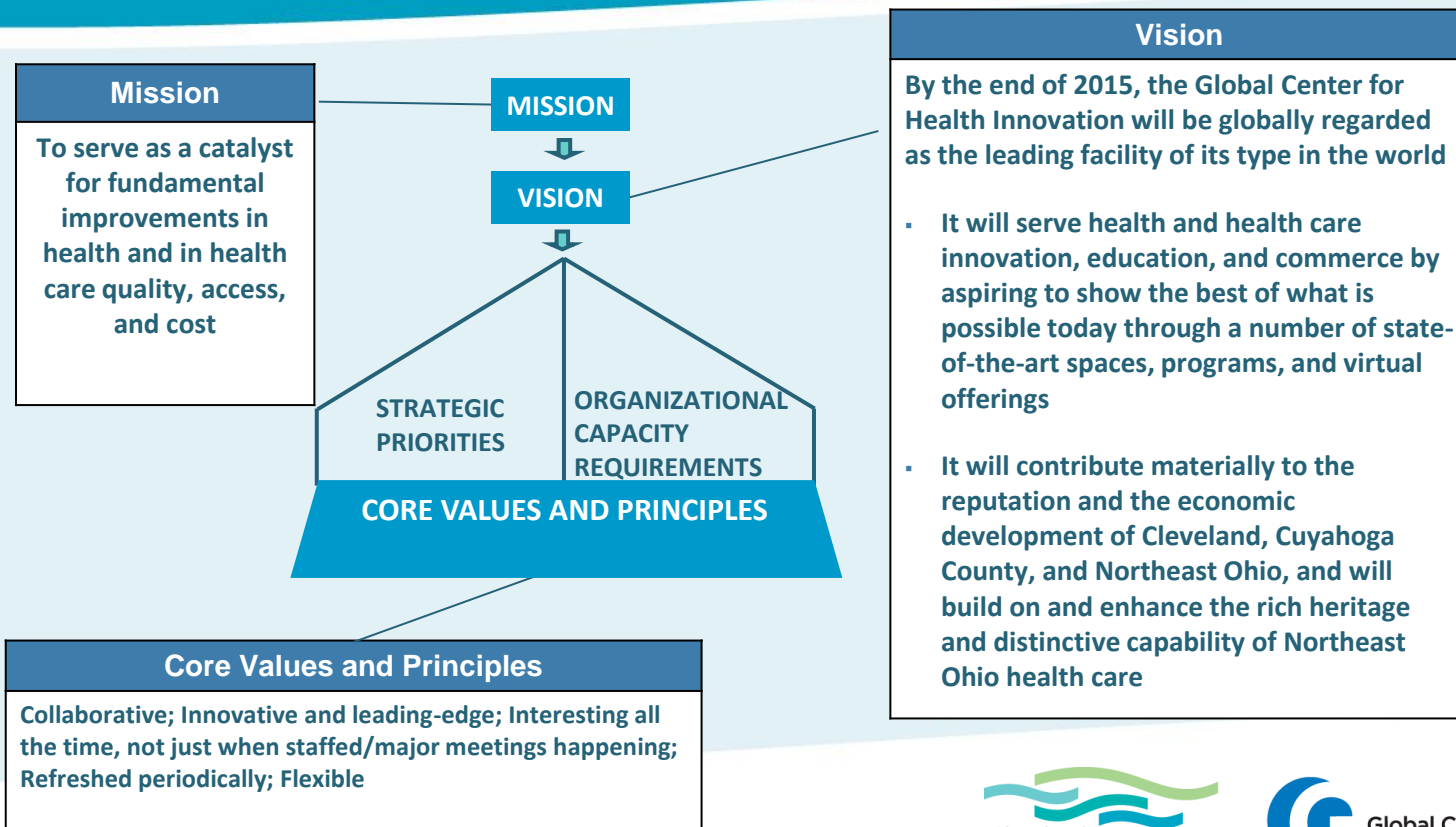 Mission
To serve as a catalyst
for fundamental
improvements in
health and in health
care quality, access,
and cost
MISSION
VISION
STRATEGIC
PRIORITIES
ORGANIZATIONAL
CAPACITY
REQUIREMENTS
CORE VALUES AND PRINCIPLES
Vision
By the end of 2015, the Global Center for
Health Innovation will be globally regarded
as the leading facility of its type in the world
▪ It will serve health and health care
innovation, education, and commerce by
aspiring to show the best of what is
possible today through a number of state-
of-the-art spaces, programs, and virtual
offerings
▪ It will contribute materially to the
reputation and the economic
development of Cleveland, Cuyahoga
County, and Northeast Ohio, and will
build on and enhance the rich heritage
and distinctive capability of Northeast
Ohio health care
Core Values and Principles
Collaborative; Innovative and leading-edge; Interesting all
the time, not just when staffed/major meetings happening;
Refreshed periodically; Flexible
Global C